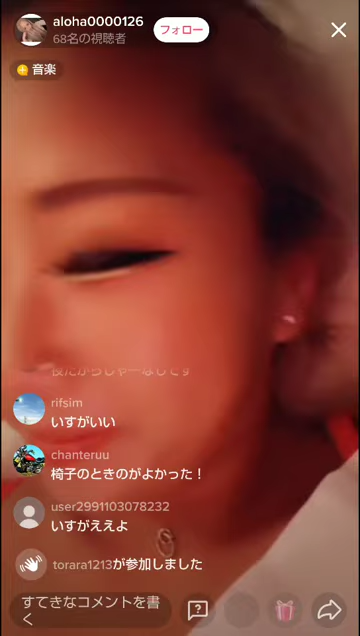 aloha0000126
68名の視聴者
フォロー
音楽
rifsim
いすがいい
chanteruu
椅子のときのがよかった！
user2991103078232
いすがええよ
torara1213が参加しました
すてきなコメントを書
く